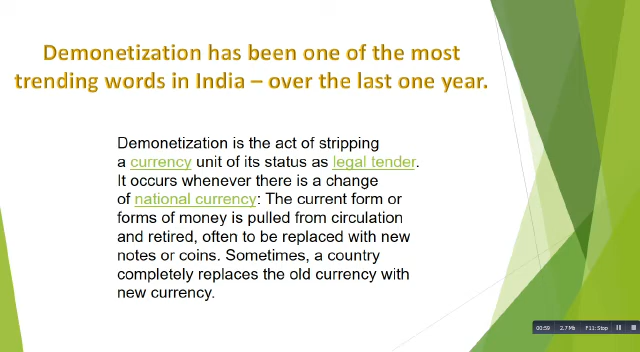 Demonetization has been one of the most
trending words in India – over the last one year.
Demonetization is the act of stripping
a currency unit of its status as legal tender.
It occurs whenever there is a change
of national currency: The current form or
forms of money is pulled from circulation
and retired, often to be replaced with new
notes or coins. Sometimes, a country
completely replaces the old currency with
new currency.
00:59 2.7 Mb F11: Stop